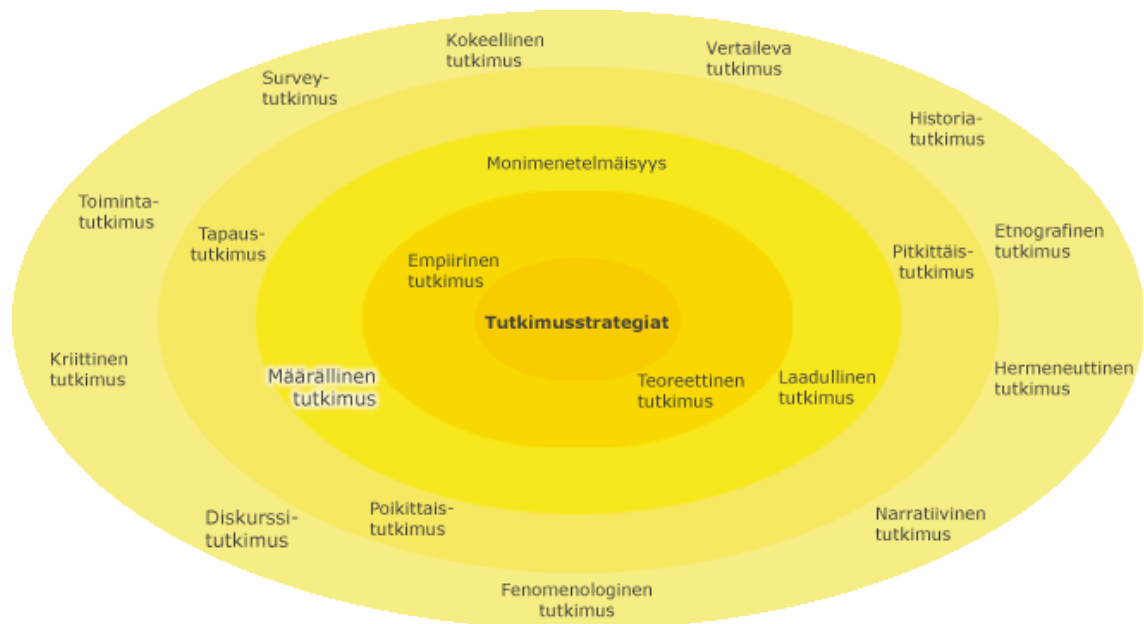 Kokeellinen
tutkimus
Vertaileva
tutkimus
Survey-
tutkimus
Historia-
tutkimus
Monimenetelmäisyys
Toiminta-
tutkimus
Tapaus-
tutkimus
Empiirinen
tutkimus
Pitkittäis-
tutkimus
Etnografinen
tutkimus
Tutkimusstrategiat
Kriittinen
tutkimus
Määrällinen
tutkimus
Teoreettinen
tutkimus
Laadullinen
tutkimus
Hermeneuttinen
tutkimus
Diskurssi-
tutkimus
Poikittais-
tutkimus
Narratiivinen
tutkimus
Fenomenologinen
tutkimus